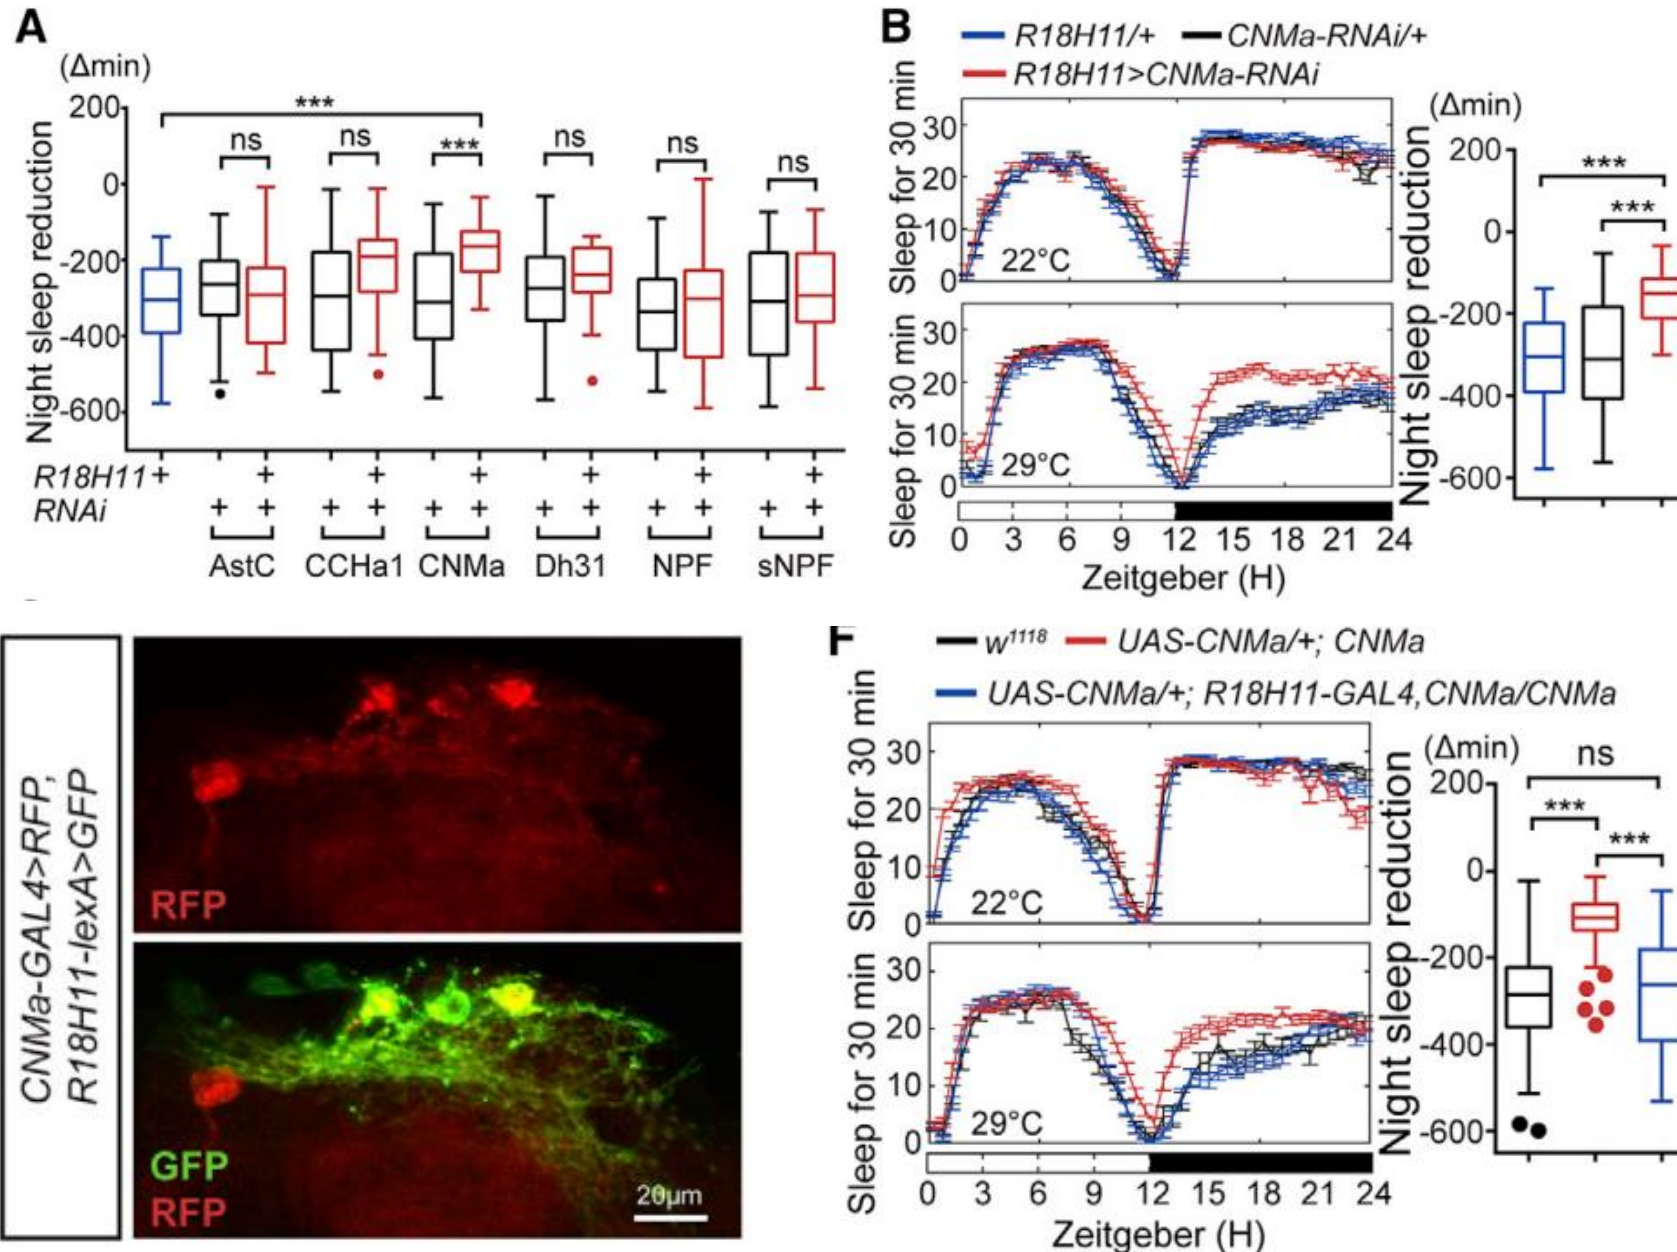 A
(Δmin)
Night sleep reduction
200
0
-200
-400
-600
***
ns
ns
***
ns
ns
ns
R18H11 + + + + + + +
RNAi + + + + + + + + + + + +
AstC CCHa1 CNMa Dh31 NPF sNPF
B
R18H11/+ CNMa-RNAi/+
R18H11>CNMa-RNAi
Sleep for 30 min
30
20
10
0
22°C
Sleep for 30 min
30
20
10
0
29°C
0 3 6 9 12 15 18 21 24
Zeitgeber (H)
(Δmin)
Night sleep reduction
200
0
-200
-400
-600
***
***
CNMa-GAL4>RFP,
R18H11-lexA>GFP
RFP
GFP
RFP
20µm
F
w1118 UAS-CNMa/+; CNMa
UAS-CNMa/+; R18H11-GAL4,CNMa/CNMa
Sleep for 30 min
30
20
10
0
22°C
Sleep for 30 min
30
20
10
0
29°C
0 3 6 9 12 15 18 21 24
Zeitgeber (H)
(Δmin)
Night sleep reduction
200
0
-200
-400
-600
ns
***
***